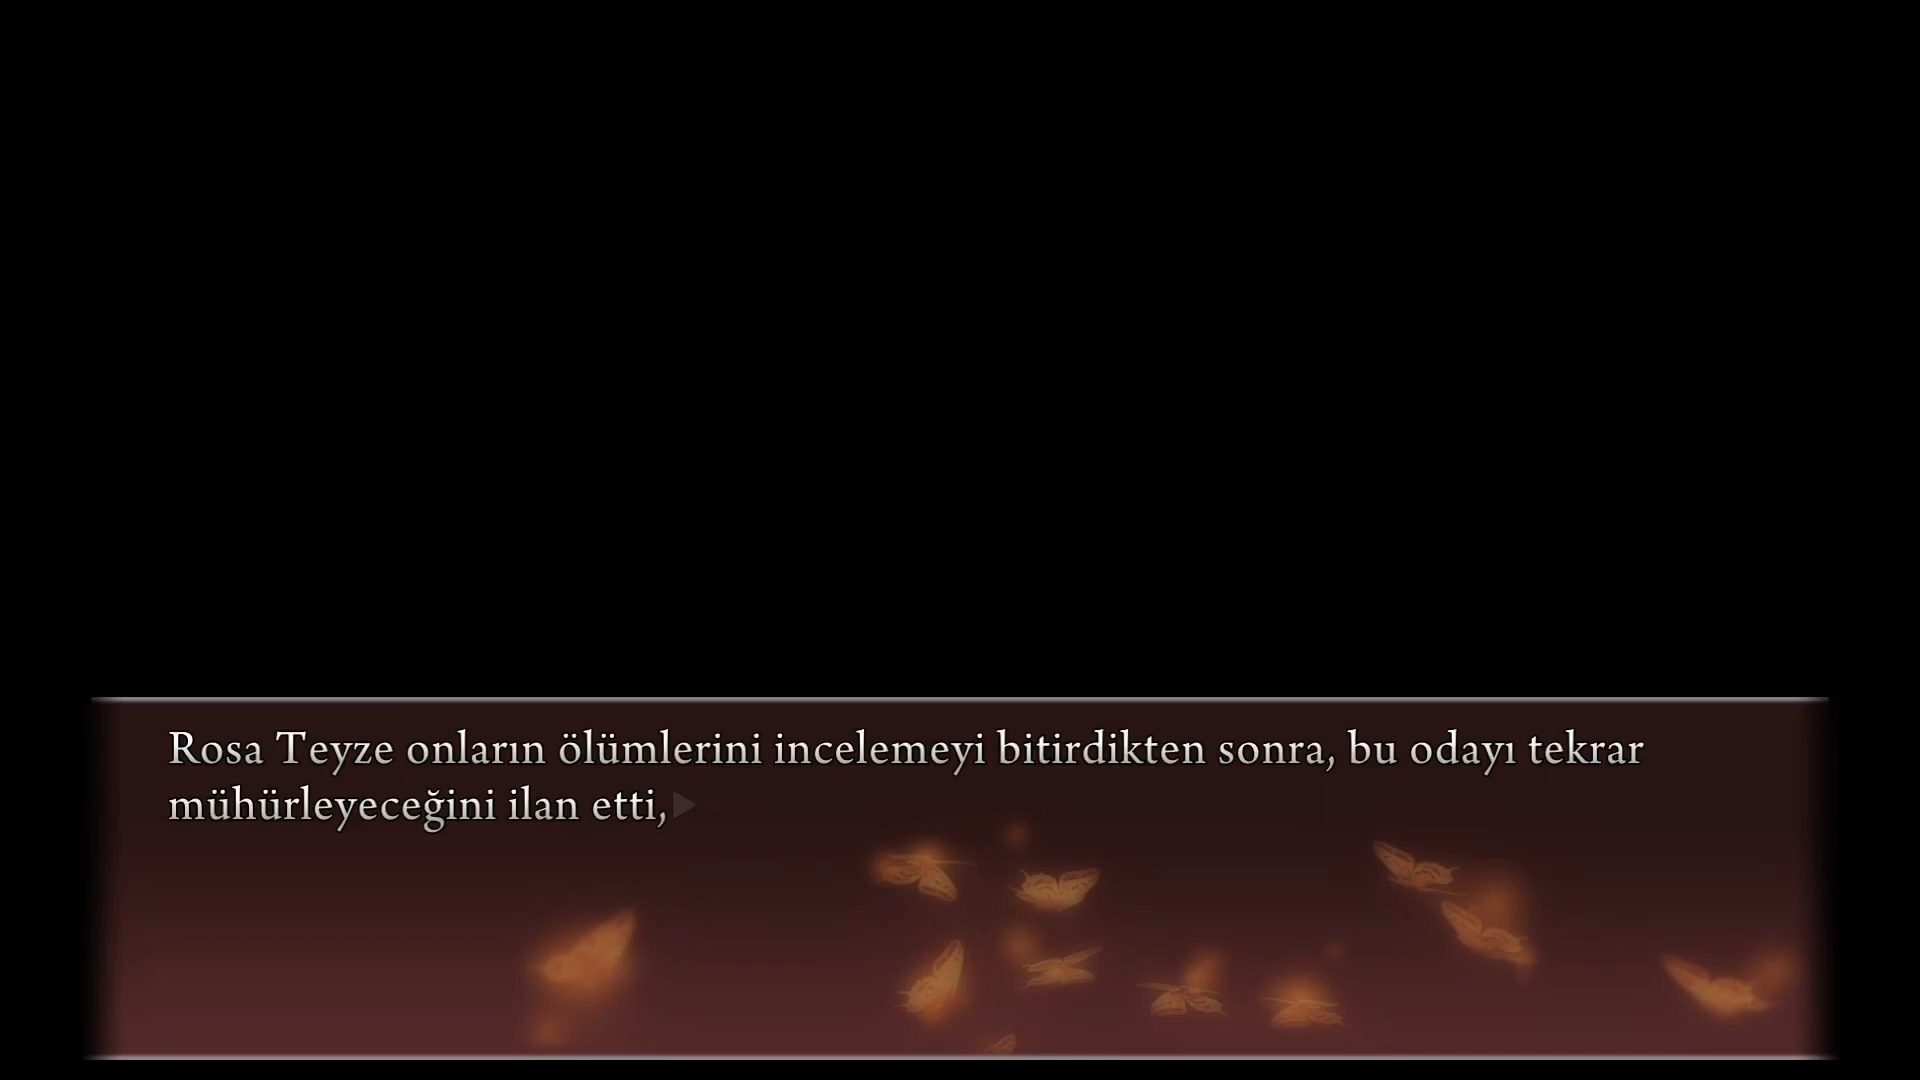 Rosa Teyze onların ölümlerini incelemeyi bitirdikten sonra, bu odayı tekrar
mühürleyeceğini ilan etti,